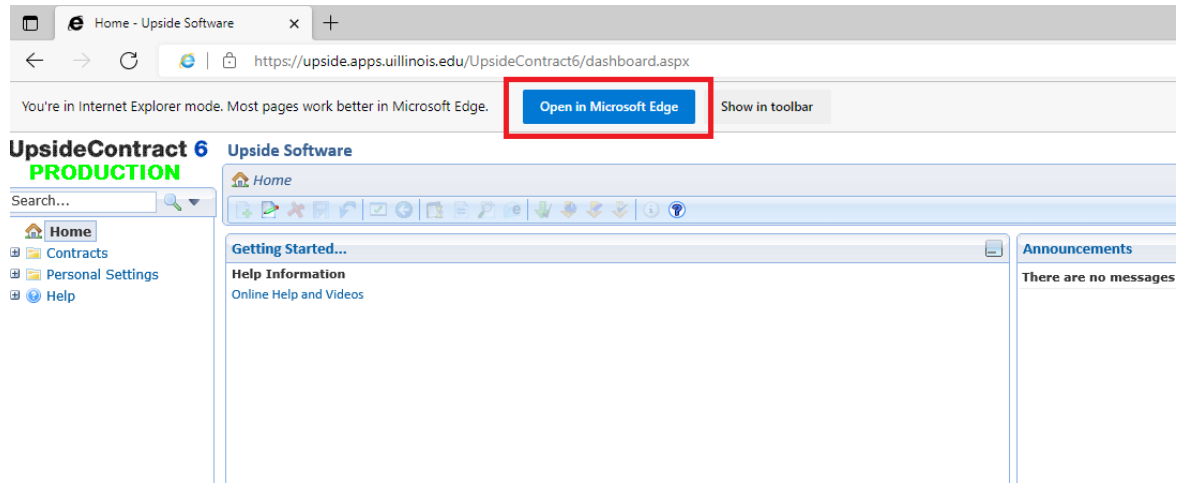 Home - Upside Software
https://upside.apps.uillinois.edu/UpsideContract6/dashboard.aspx
You're in Internet Explorer mode. Most pages work better in Microsoft Edge. Open in Microsoft Edge Show in toolbar
UpsideContract 6
PRODUCTION
Search...
Home
Contracts
Personal Settings
Help
Upside Software
Home
Getting Started...
Help Information
Online Help and Videos
Announcements
There are no messages